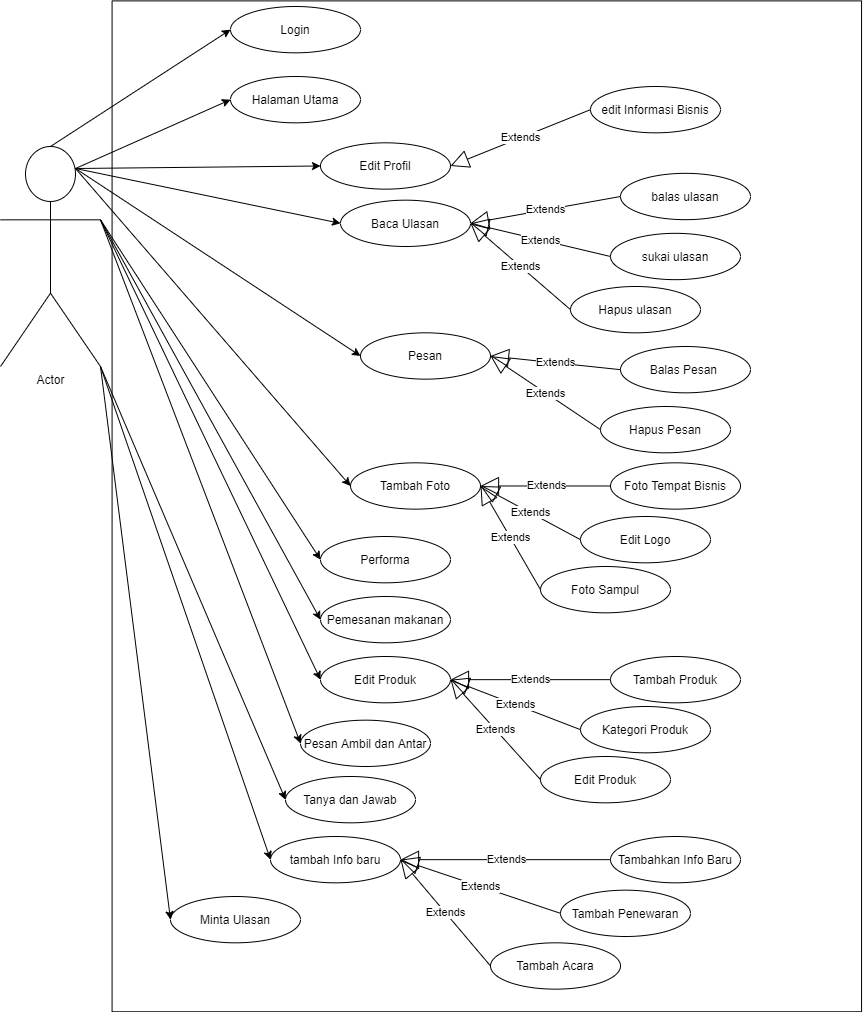 Login
Halaman Utama
edit Informasi Bisnis
Extends
Edit Profil
balas ulasan
Extends
Baca Ulasan
Extends
sukai ulasan
Extends
Hapus ulasan
Pesan
Extends
Balas Pesan
Actor
Extends
Hapus Pesan
Tambah Foto
Extends
Foto Tempat Bisnis
Extends
Edit Logo
Extends
Performa
Foto Sampul
Pemesanan makanan
Edit Produk
Extends
Tambah Produk
Extends
Kategori Produk
Extends
Pesan Ambil dan Antar
Edit Produk
Tanya dan Jawab
tambah Info baru
Extends
Tambahkan Info Baru
Extends
Tambah Penewaran
Extends
Minta Ulasan
Tambah Acara